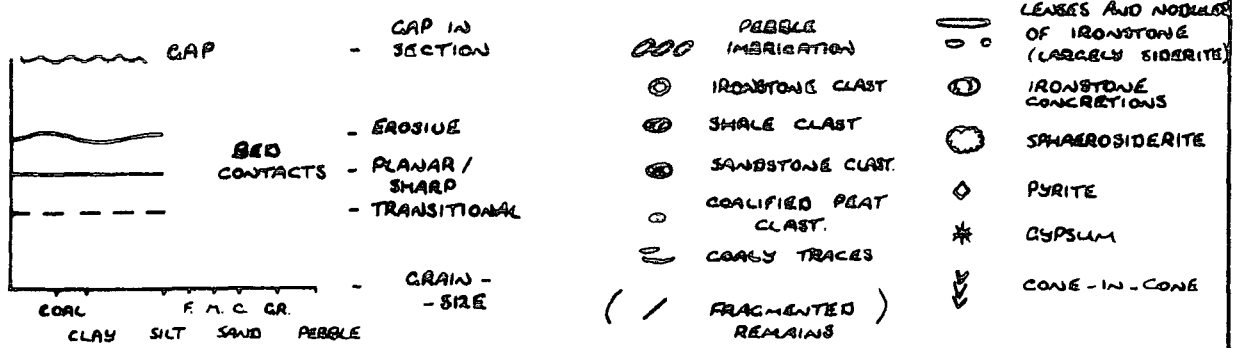 GAP
GAP IN
SECTION
EROSIVE
BED
CONTACTS
PLANAR /
SHARP
TRANSITIONAL
GRAIN -
- SIZE
COAL
F. M. C. GR.
CLAY SILT SAND PEBBLE
PEBBLE
IMBRICATION
IRONSTONE CLAST
SHALE CLAST
SANDSTONE CLAST.
COALIFIED PEAT
CLAST.
COALY TRACES
( FRAGMENTED )
REMAINS
LENSES AND NODULES
OF IRONSTONE
(LARGELY SIDERITE)
IRONSTONE
CONCRETIONS
SPHAEROSIDERITE
PYRITE
GYPSUM
CONE-IN-CONE